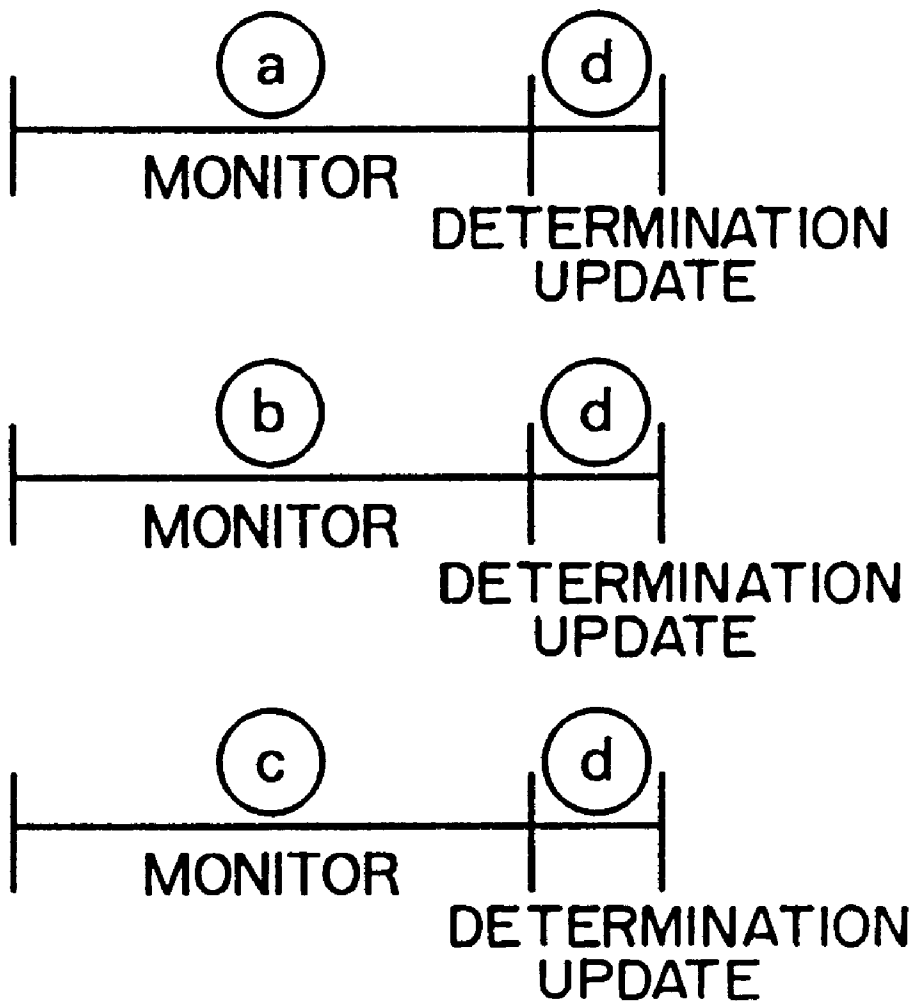 a d
MONITOR
DETERMINATION
UPDATE
b d
MONITOR
DETERMINATION
UPDATE
c d
MONITOR
DETERMINATION
UPDATE